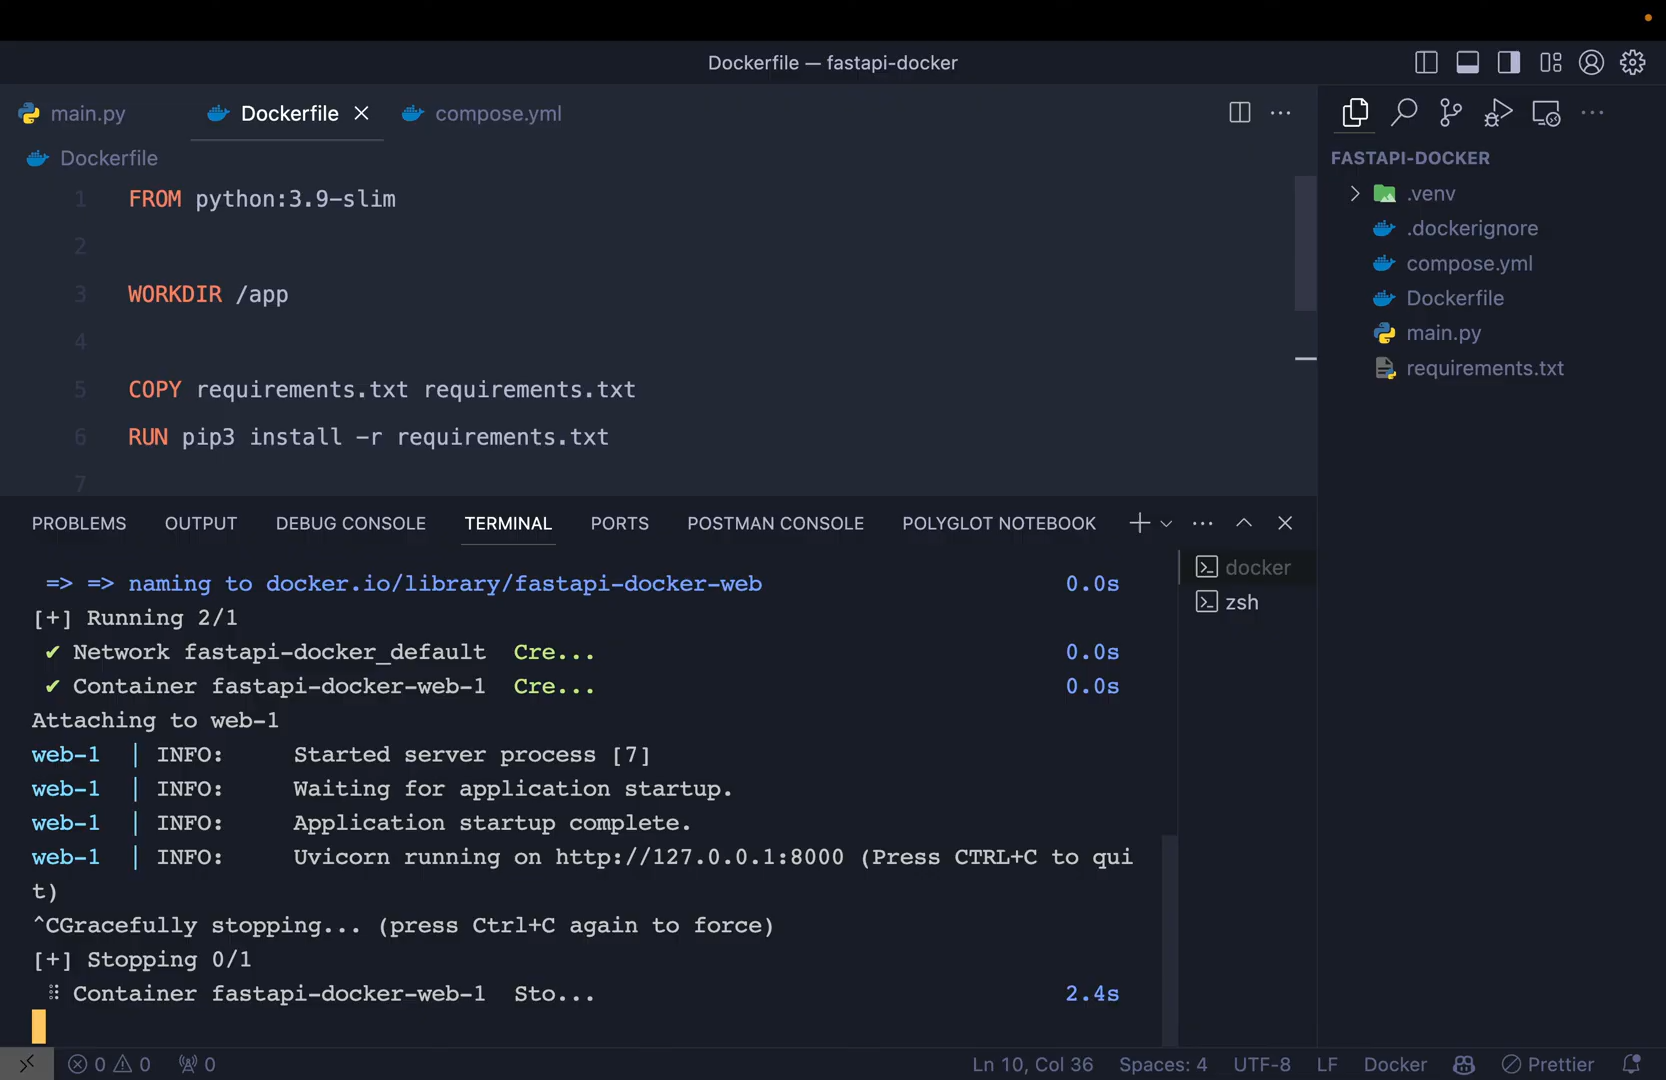 Dockerfile — fastapi-docker
main.py
Dockerfile
compose.yml
Dockerfile
1 FROM python:3.9-slim
2
3 WORKDIR /app
4
5 COPY requirements.txt requirements.txt
6 RUN pip3 install -r requirements.txt
7
FASTAPI-DOCKER
.venv
.dockerignore
compose.yml
Dockerfile
main.py
requirements.txt
PROBLEMS OUTPUT DEBUG CONSOLE TERMINAL PORTS POSTMAN CONSOLE POLYGLOT NOTEBOOK
=> => naming to docker.io/library/fastapi-docker-web 0.0s
[+] Running 2/1
✔ Network fastapi-docker_default Cre... 0.0s
✔ Container fastapi-docker-web-1 Cre... 0.0s
Attaching to web-1
web-1 | INFO: Started server process [7]
web-1 | INFO: Waiting for application startup.
web-1 | INFO: Application startup complete.
web-1 | INFO: Uvicorn running on http://127.0.0.1:8000 (Press CTRL+C to qui
t)
^CGracefully stopping... (press Ctrl+C again to force)
[+] Stopping 0/1
⠿ Container fastapi-docker-web-1 Sto... 2.4s
docker
zsh
0 0 0 Ln 10, Col 36 Spaces: 4 UTF-8 LF Docker Prettier